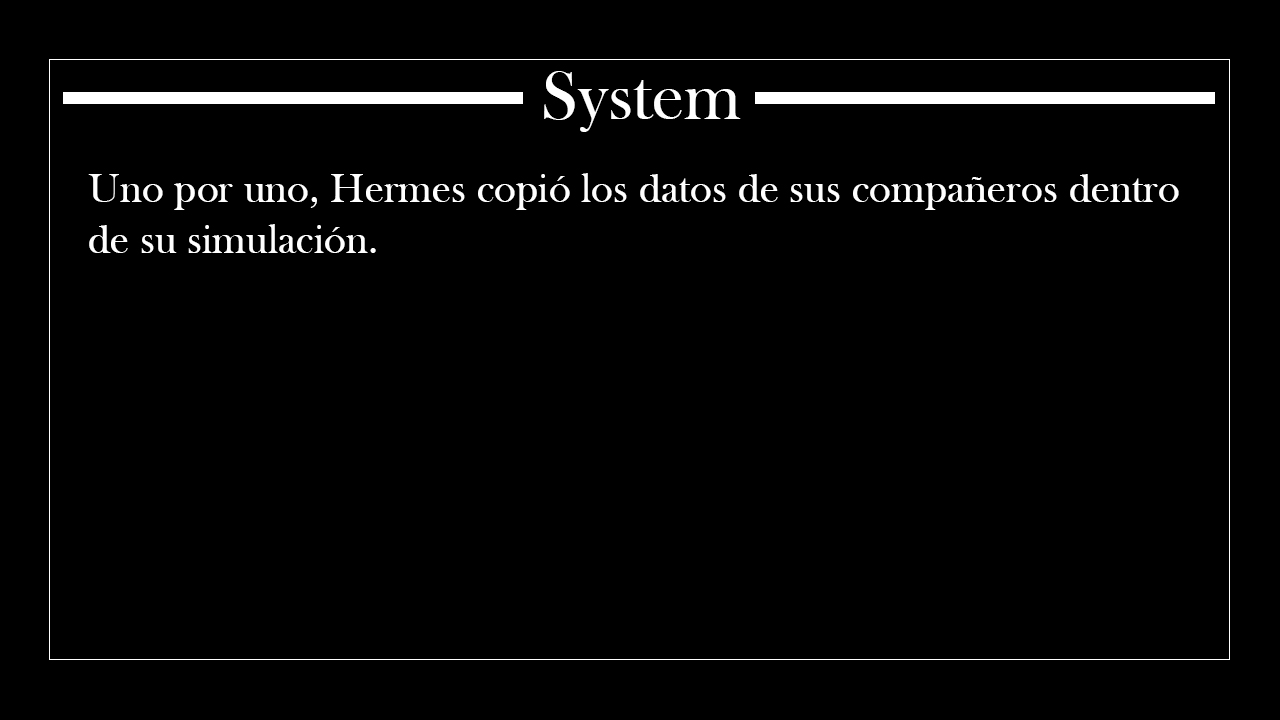 System
Uno por uno, Hermes copió los datos de sus compañeros dentro
de su simulación.